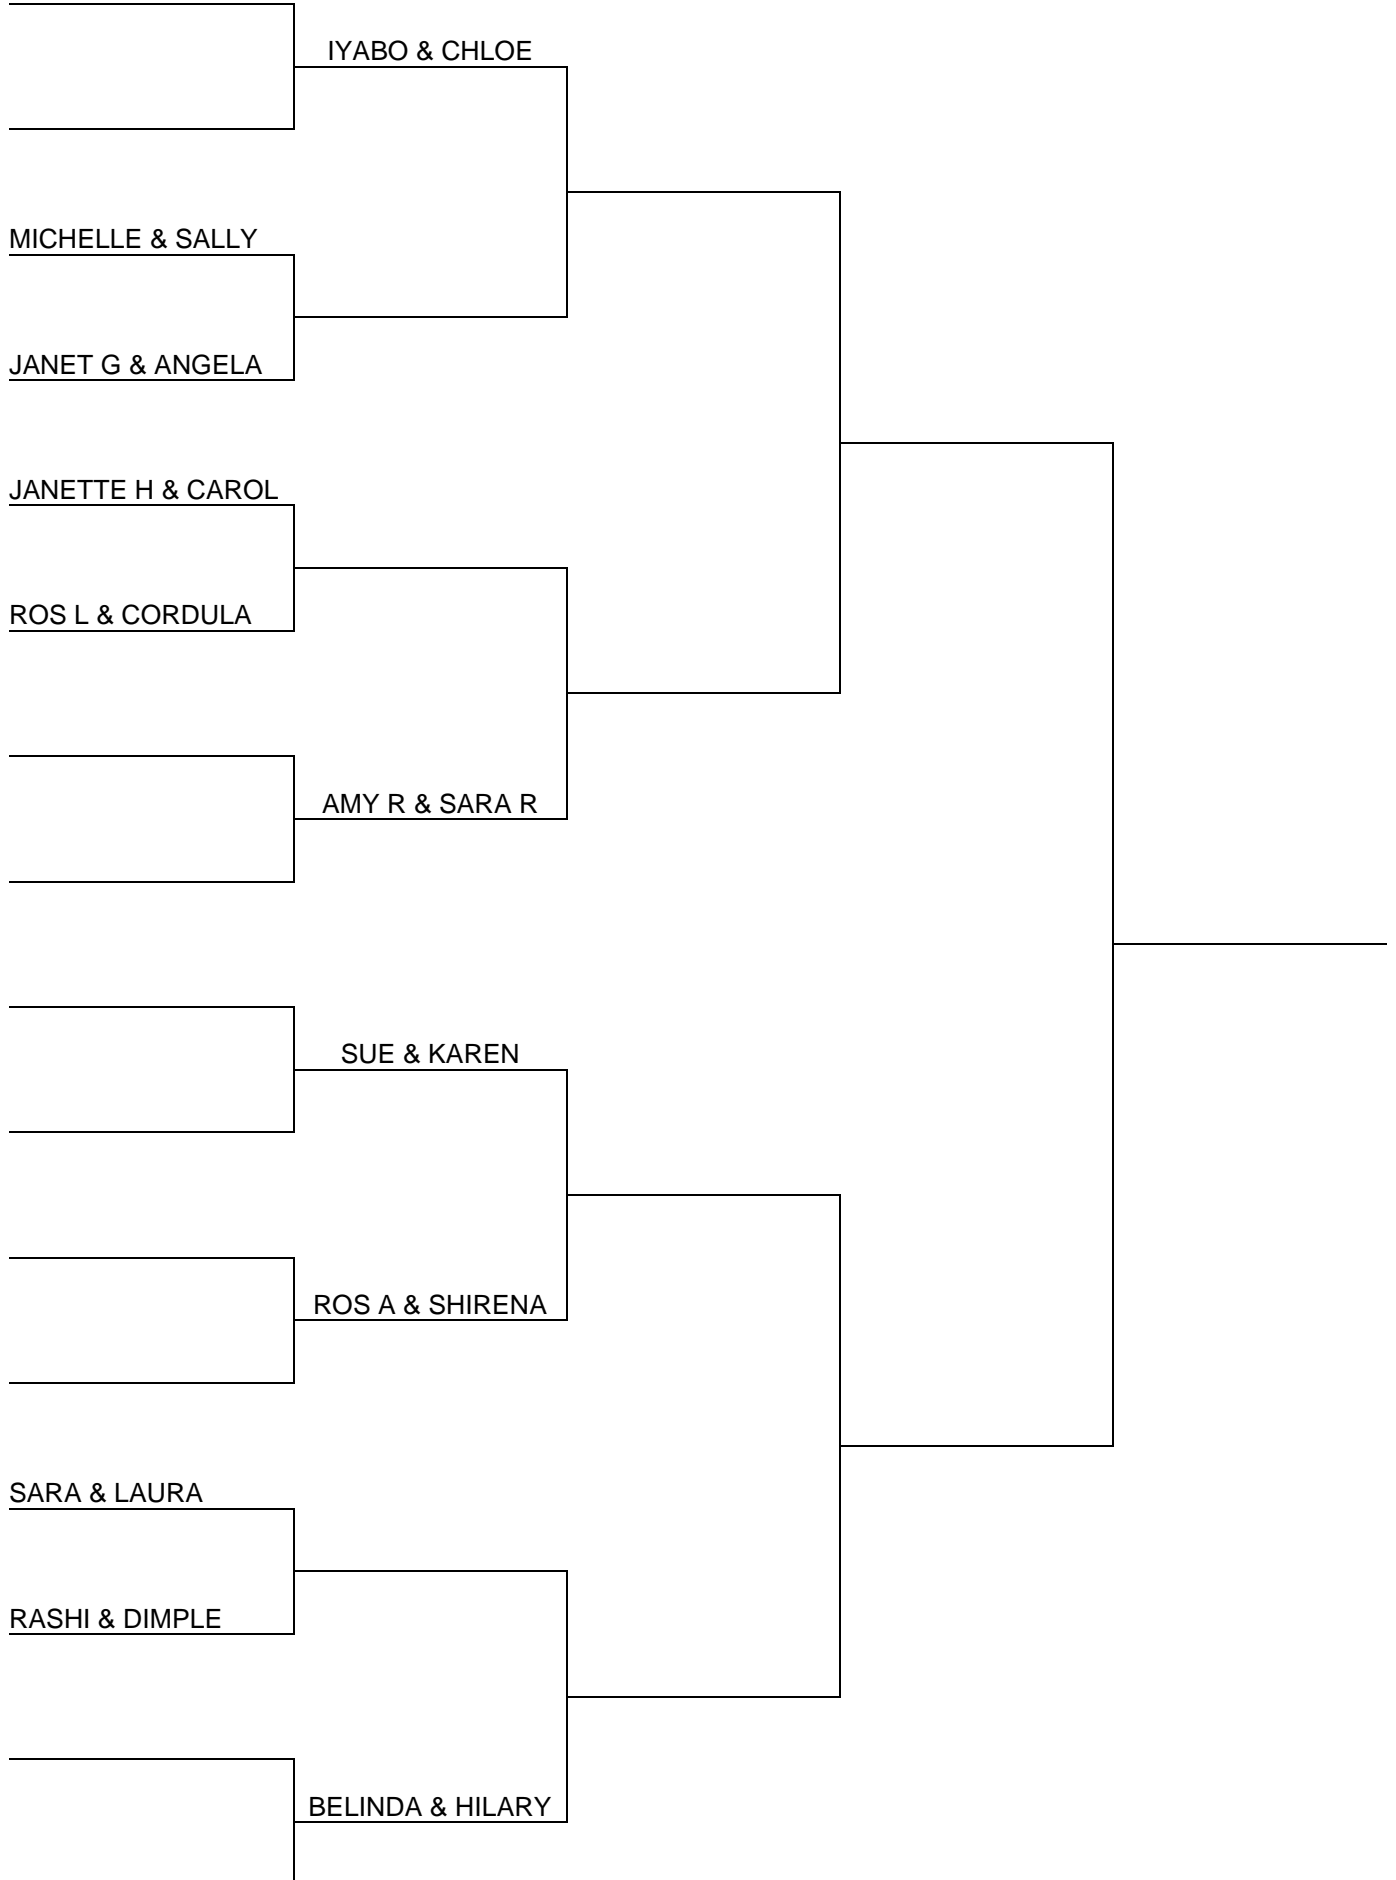 IYABO & CHLOE
MICHELLE & SALLY
JANET G & ANGELA
JANETTE H & CAROL
ROS L & CORDULA
AMY R & SARA R
SUE & KAREN
ROS A & SHIRENA
SARA & LAURA
RASHI & DIMPLE
BELINDA & HILARY